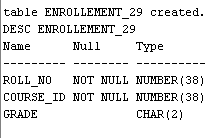 table ENROLLEMENT_29 created.
DESC ENROLLEMENT_29
Name      Null     Type
--------- -------- ----------
ROLL_NO   NOT NULL NUMBER(38)
COURSE_ID NOT NULL NUMBER(38)
GRADE              CHAR(2)